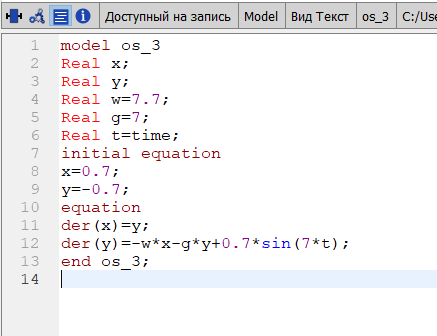 Доступный на запись Model Вид Текст os_3 C:/Use
1 model os_3
2 Real x;
3 Real y;
4 Real w=7.7;
5 Real g=7;
6 Real t=time;
7 initial equation
8 x=0.7;
9 y=-0.7;
10 equation
11 der(x)=y;
12 der(y)=-w*x-g*y+0.7*sin(7*t);
13 end os_3;
14